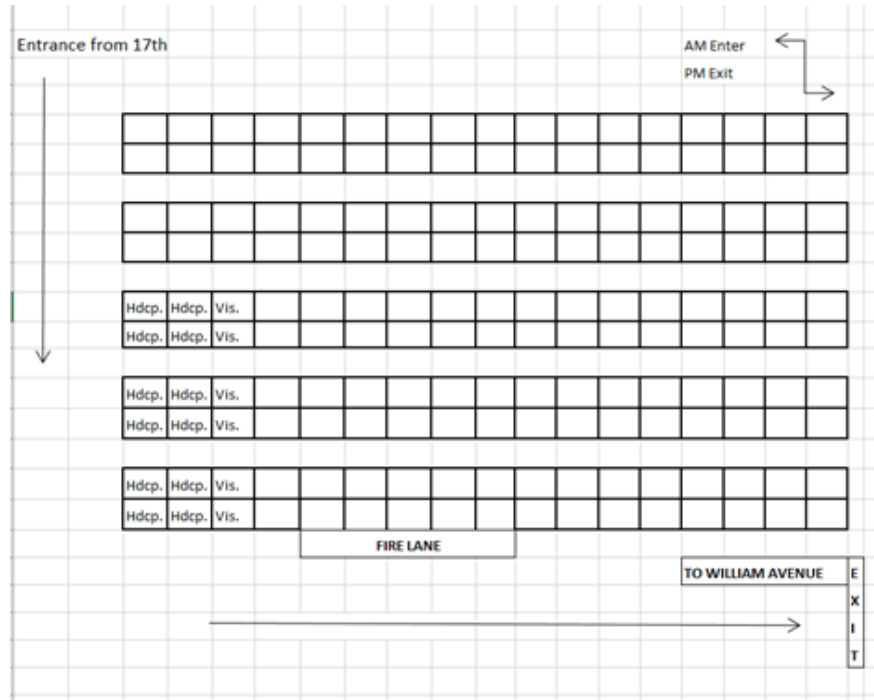 Entrance from 17th
AM Enter
PM Exit
Hdcp. Hdcp. Vis.
Hdcp. Hdcp. Vis.
Hdcp. Hdcp. Vis.
Hdcp. Hdcp. Vis.
Hdcp. Hdcp. Vis.
Hdcp. Hdcp. Vis.
FIRE LANE
TO WILLIAM AVENUE
E
X
I
T